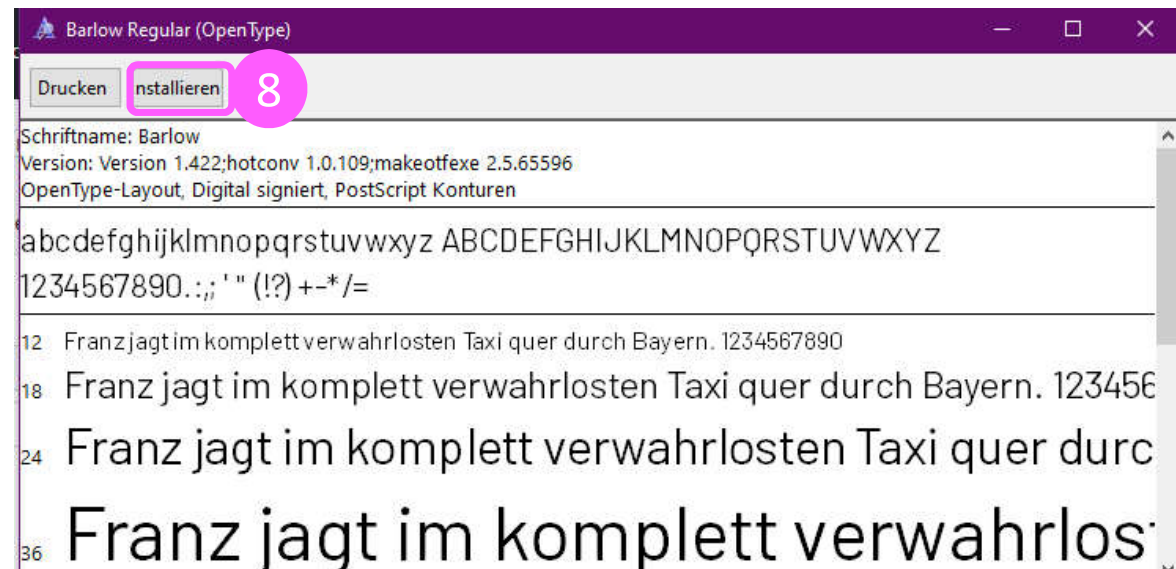 Barlow Regular (OpenType)
Drucken nstallieren 8
Schriftname: Barlow
Version: Version 1.422;hotconv 1.0.109;makeotfexe 2.5.65596
OpenType-Layout, Digital signiert, PostScript Konturen
abcdefghijklmnopqrstuvwxyz ABCDEFGHIJKLMNOPQRSTUVWXYZ
1234567890.:,; ' " (!?) +-*/=
12 Franz jagt im komplett verwahrlosten Taxi quer durch Bayern. 1234567890
18 Franz jagt im komplett verwahrlosten Taxi quer durch Bayern. 123456
24 Franz jagt im komplett verwahrlosten Taxi quer durc
36 Franz jagt im komplett verwahrlos